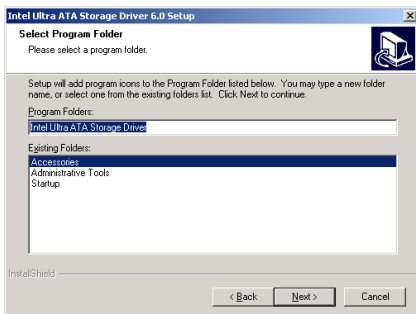 Intel Ultra ATA Storage Driver 6.0 Setup
Select Program Folder
Please select a program folder.
Setup will add program icons to the Program Folder listed below. You may type a new folder
name, or select one from the existing folders list. Click Next to continue.
Program Folders:
Intel Ultra ATA Storage Driver
Existing Folders:
Accessories
Administrative Tools
Startup
InstallShield
< Back
Next >
Cancel